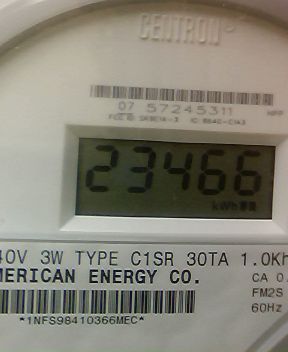 CENTRON
07 57245311
23466
kWh
40V 3W TYPE C1SR 30TA 1.0Kh
MERICAN ENERGY CO.
CA 0.
FM2S
60Hz
*1NFS98410366MEC*